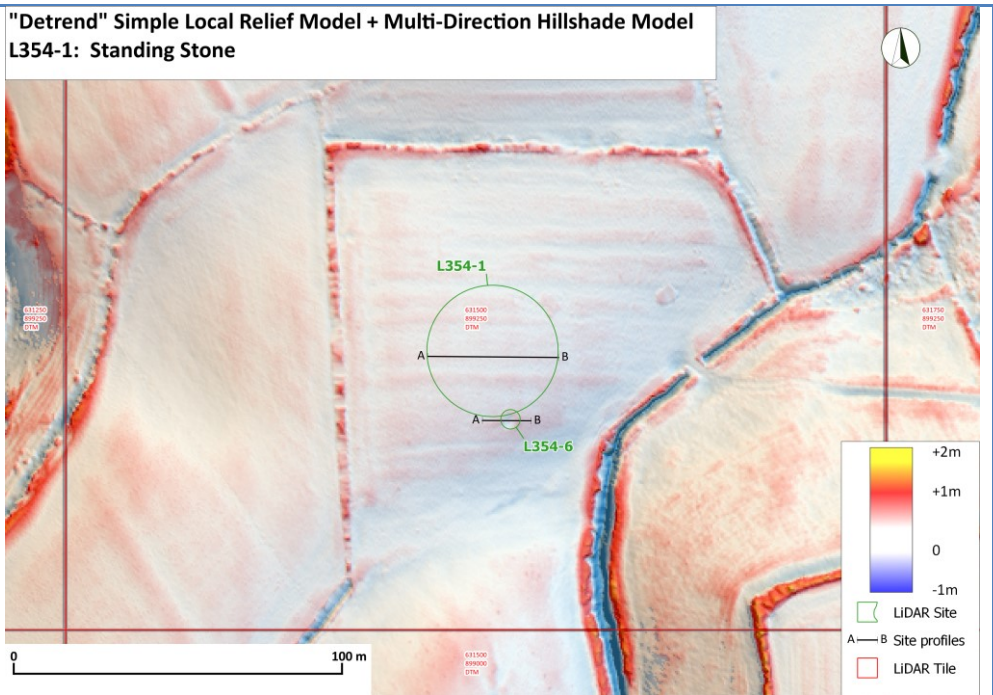 "Detrend" Simple Local Relief Model + Multi-Direction Hillshade Model
L354-1: Standing Stone
L354-1
631250
899250
DTM
631500
899250
DTM
631750
899250
DTM
A B
A B
L354-6
+2m
+1m
0
-1m
LiDAR Site
A B Site profiles
LiDAR Tile
0 100 m
631500
899000
DTM